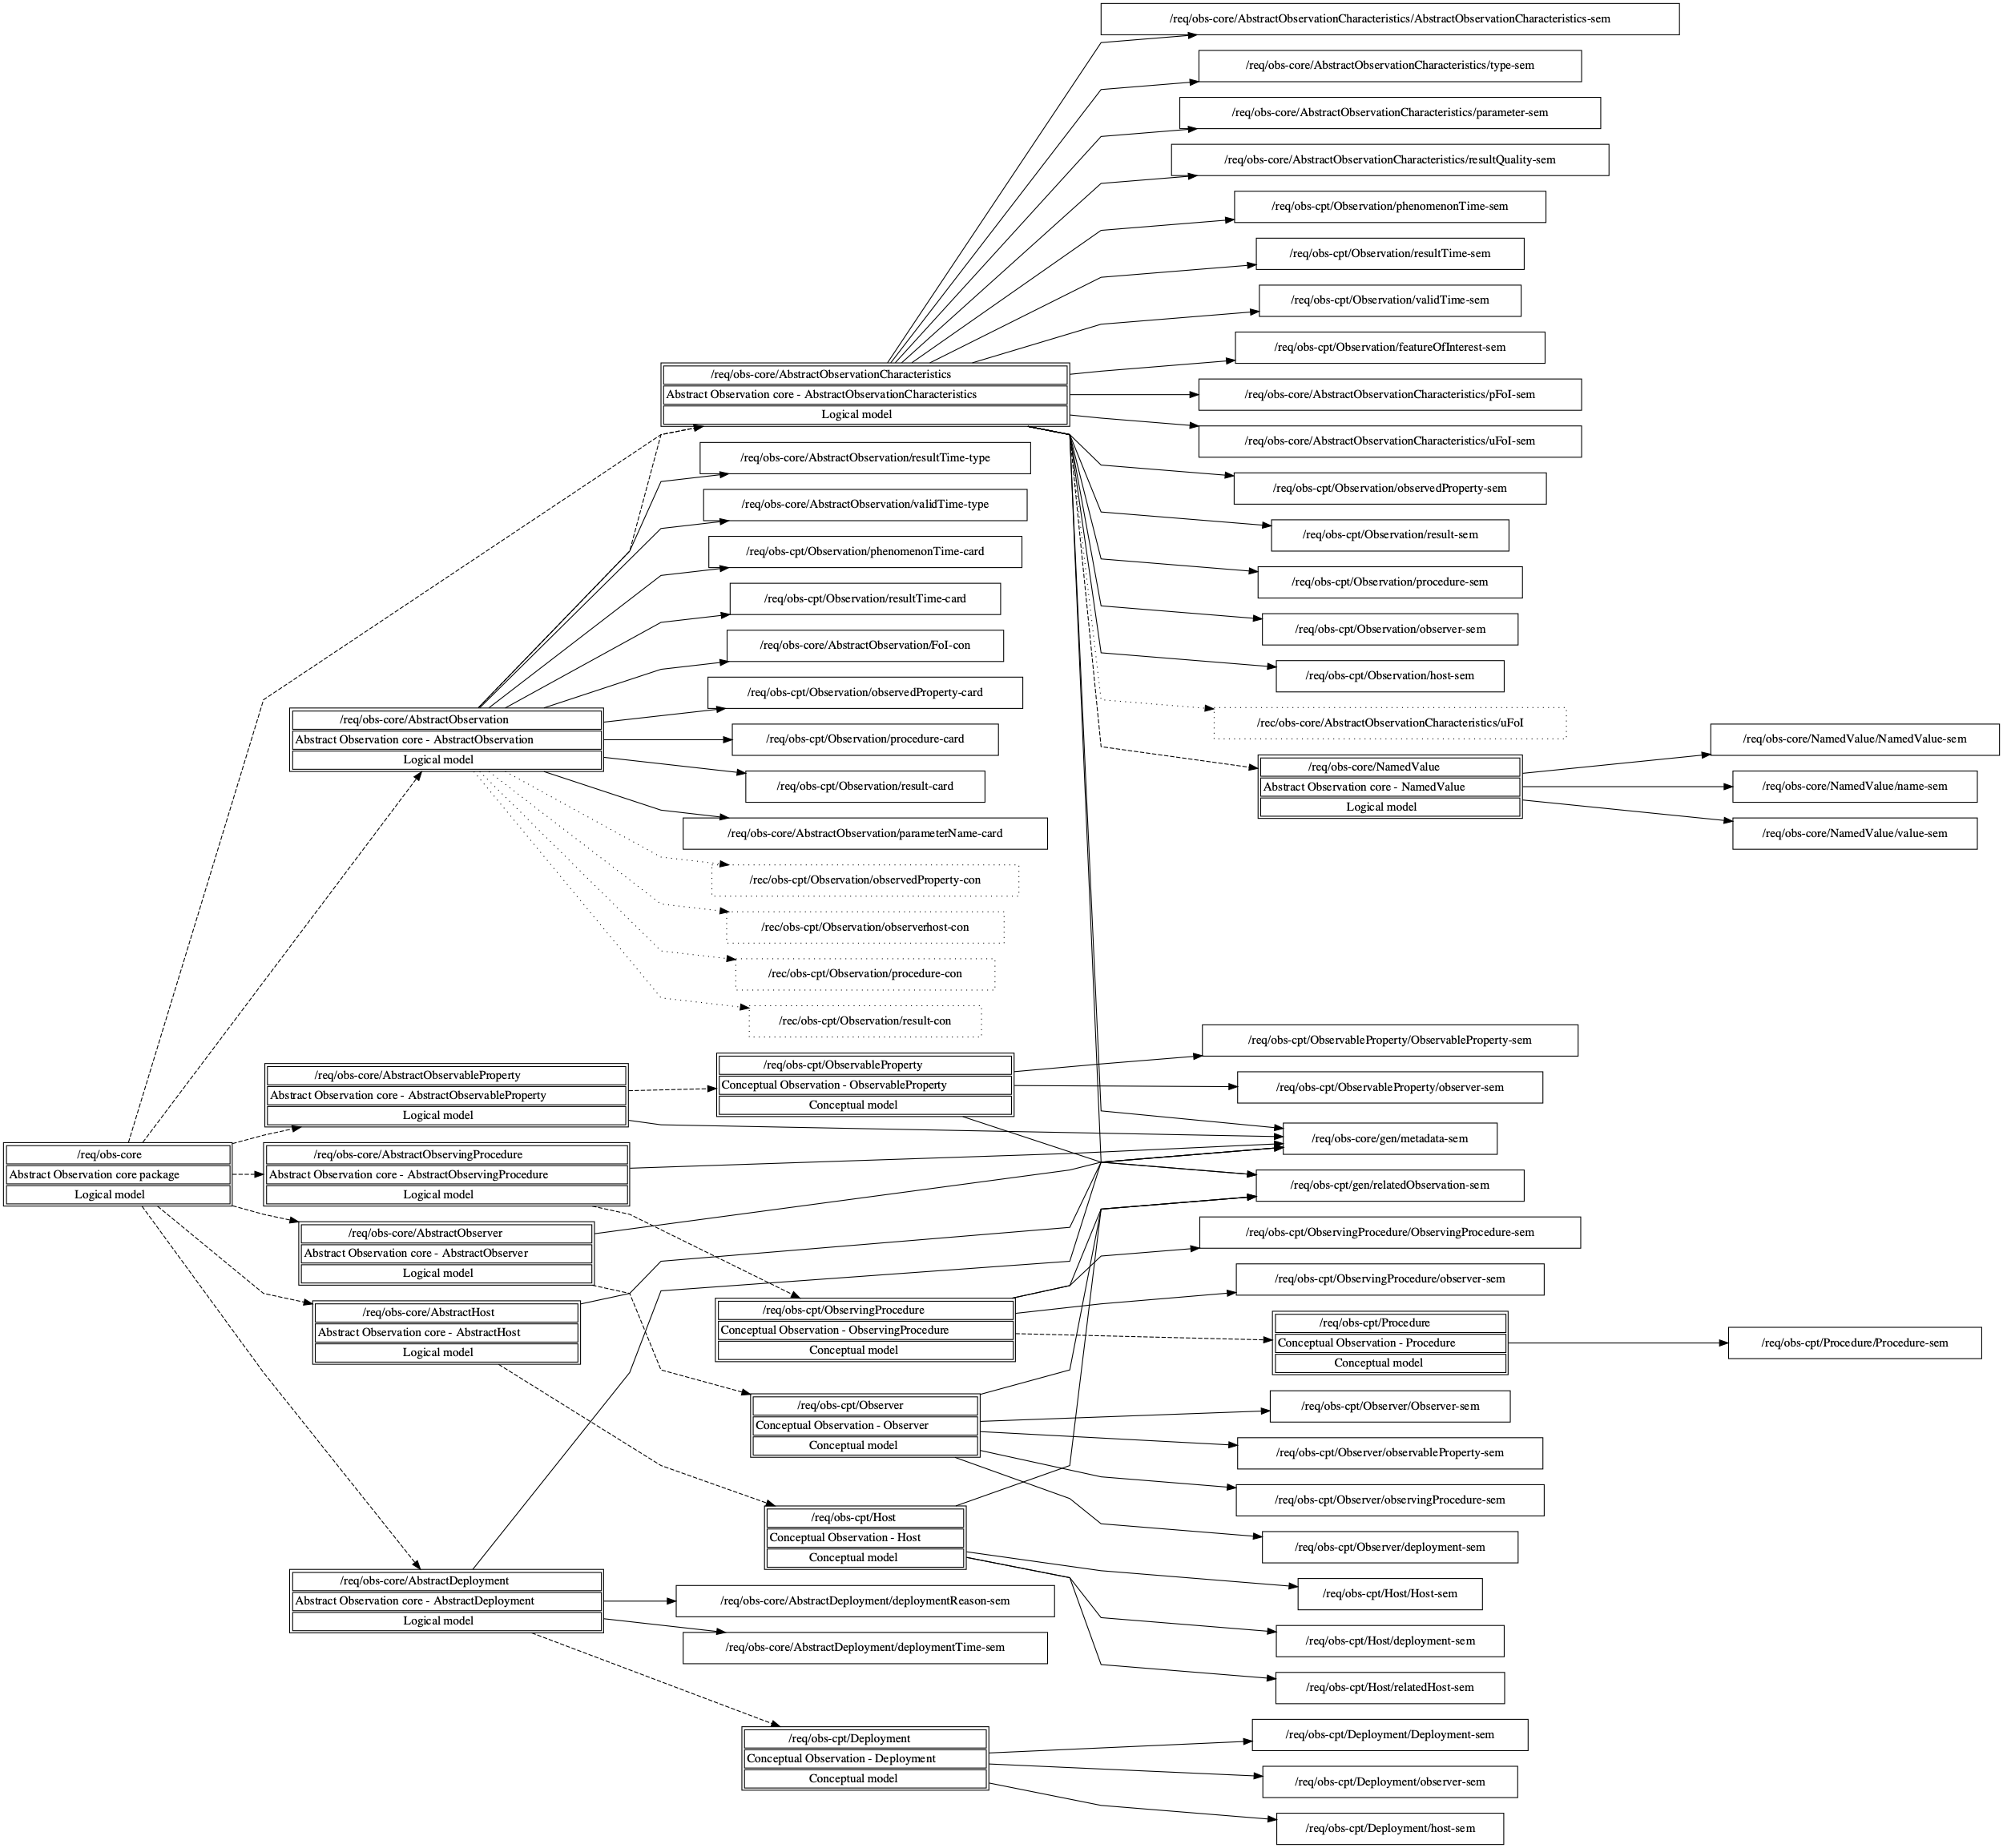 /req/obs-core/AbstractObservationCharacteristics/AbstractObservationCharacteristics-sem
/req/obs-core/AbstractObservationCharacteristics/type-sem
/req/obs-core/AbstractObservationCharacteristics/parameter-sem
/req/obs-core/AbstractObservationCharacteristics/resultQuality-sem
/req/obs-cpt/Observation/phenomenonTime-sem
/req/obs-cpt/Observation/resultTime-sem
/req/obs-cpt/Observation/validTime-sem
/req/obs-cpt/Observation/featureOfInterest-sem
/req/obs-core/AbstractObservationCharacteristics
Abstract Observation core - AbstractObservationCharacteristics
Logical model
/req/obs-core/AbstractObservationCharacteristics/pFoI-sem
/req/obs-core/AbstractObservationCharacteristics/uFoI-sem
/req/obs-cpt/Observation/observedProperty-sem
/req/obs-cpt/Observation/result-sem
/req/obs-cpt/Observation/procedure-sem
/req/obs-cpt/Observation/observer-sem
/req/obs-cpt/Observation/host-sem
/rec/obs-core/AbstractObservationCharacteristics/uFoI
/req/obs-core/NamedValue
Abstract Observation core - NamedValue
Logical model
/req/obs-core/NamedValue/NamedValue-sem
/req/obs-core/NamedValue/name-sem
/req/obs-core/NamedValue/value-sem
/req/obs-core/AbstractObservation/resultTime-type
/req/obs-core/AbstractObservation/validTime-type
/req/obs-cpt/Observation/phenomenonTime-card
/req/obs-cpt/Observation/resultTime-card
/req/obs-core/AbstractObservation/FoI-con
/req/obs-cpt/Observation/observedProperty-card
/req/obs-core/AbstractObservation
Abstract Observation core - AbstractObservation
Logical model
/req/obs-cpt/Observation/procedure-card
/req/obs-cpt/Observation/result-card
/req/obs-core/AbstractObservation/parameterName-card
/rec/obs-cpt/Observation/observedProperty-con
/rec/obs-cpt/Observation/observerhost-con
/rec/obs-cpt/Observation/procedure-con
/rec/obs-cpt/Observation/result-con
/req/obs-core/AbstractObservableProperty
Abstract Observation core - AbstractObservableProperty
Logical model
/req/obs-cpt/ObservableProperty
Conceptual Observation - ObservableProperty
Conceptual model
/req/obs-cpt/ObservableProperty/ObservableProperty-sem
/req/obs-cpt/ObservableProperty/observer-sem
/req/obs-core/gen/metadata-sem
/req/obs-cpt/gen/relatedObservation-sem
/req/obs-core
Abstract Observation core package
Logical model
/req/obs-core/AbstractObservingProcedure
Abstract Observation core - AbstractObservingProcedure
Logical model
/req/obs-core/AbstractObserver
Abstract Observation core - AbstractObserver
Logical model
/req/obs-core/AbstractHost
Abstract Observation core - AbstractHost
Logical model
/req/obs-cpt/ObservingProcedure
Conceptual Observation - ObservingProcedure
Conceptual model
/req/obs-cpt/ObservingProcedure/ObservingProcedure-sem
/req/obs-cpt/ObservingProcedure/observer-sem
/req/obs-cpt/Procedure
Conceptual Observation - Procedure
Conceptual model
/req/obs-cpt/Procedure/Procedure-sem
/req/obs-cpt/Observer
Conceptual Observation - Observer
Conceptual model
/req/obs-cpt/Observer/Observer-sem
/req/obs-cpt/Observer/observableProperty-sem
/req/obs-cpt/Observer/observingProcedure-sem
/req/obs-cpt/Observer/deployment-sem
/req/obs-cpt/Host
Conceptual Observation - Host
Conceptual model
/req/obs-cpt/Host/Host-sem
/req/obs-cpt/Host/deployment-sem
/req/obs-cpt/Host/relatedHost-sem
/req/obs-core/AbstractDeployment
Abstract Observation core - AbstractDeployment
Logical model
/req/obs-core/AbstractDeployment/deploymentReason-sem
/req/obs-core/AbstractDeployment/deploymentTime-sem
/req/obs-cpt/Deployment
Conceptual Observation - Deployment
Conceptual model
/req/obs-cpt/Deployment/Deployment-sem
/req/obs-cpt/Deployment/observer-sem
/req/obs-cpt/Deployment/host-sem